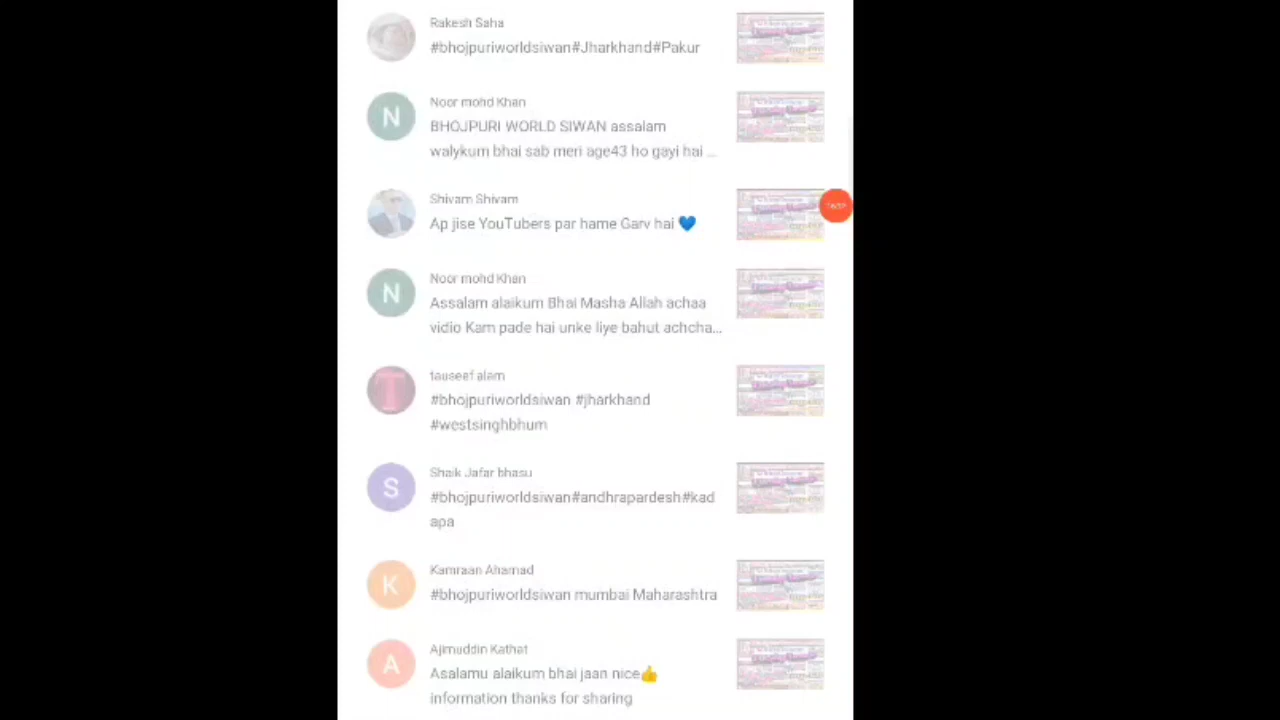 Rakesh Saha
#bhojpuriworldsiwan#Jharkhand#Pakur
Noor mohd Khan
BHOJPURI WORLD SIWAN assalam
walykum bhai sab meri age43 ho gayi hai ...
Shivam Shivam
Ap jise YouTubers par hame Garv hai 💙
Noor mohd Khan
Assalam alaikum Bhai Masha Allah achaa
vidio Kam pade hai unke liye bahut achcha...
tauseef alam
#bhojpuriworldsiwan #jharkhand
#westsinghbhum
Shaik Jafar bhasu
#bhojpuriworldsiwan#andhrapardesh#kad
apa
Kamraan Ahamad
#bhojpuriworldsiwan mumbai Maharashtra
Ajimuddin Kathat
Asalamu alaikum bhai jaan nice👍
information thanks for sharing
N
N
T
S
K
A